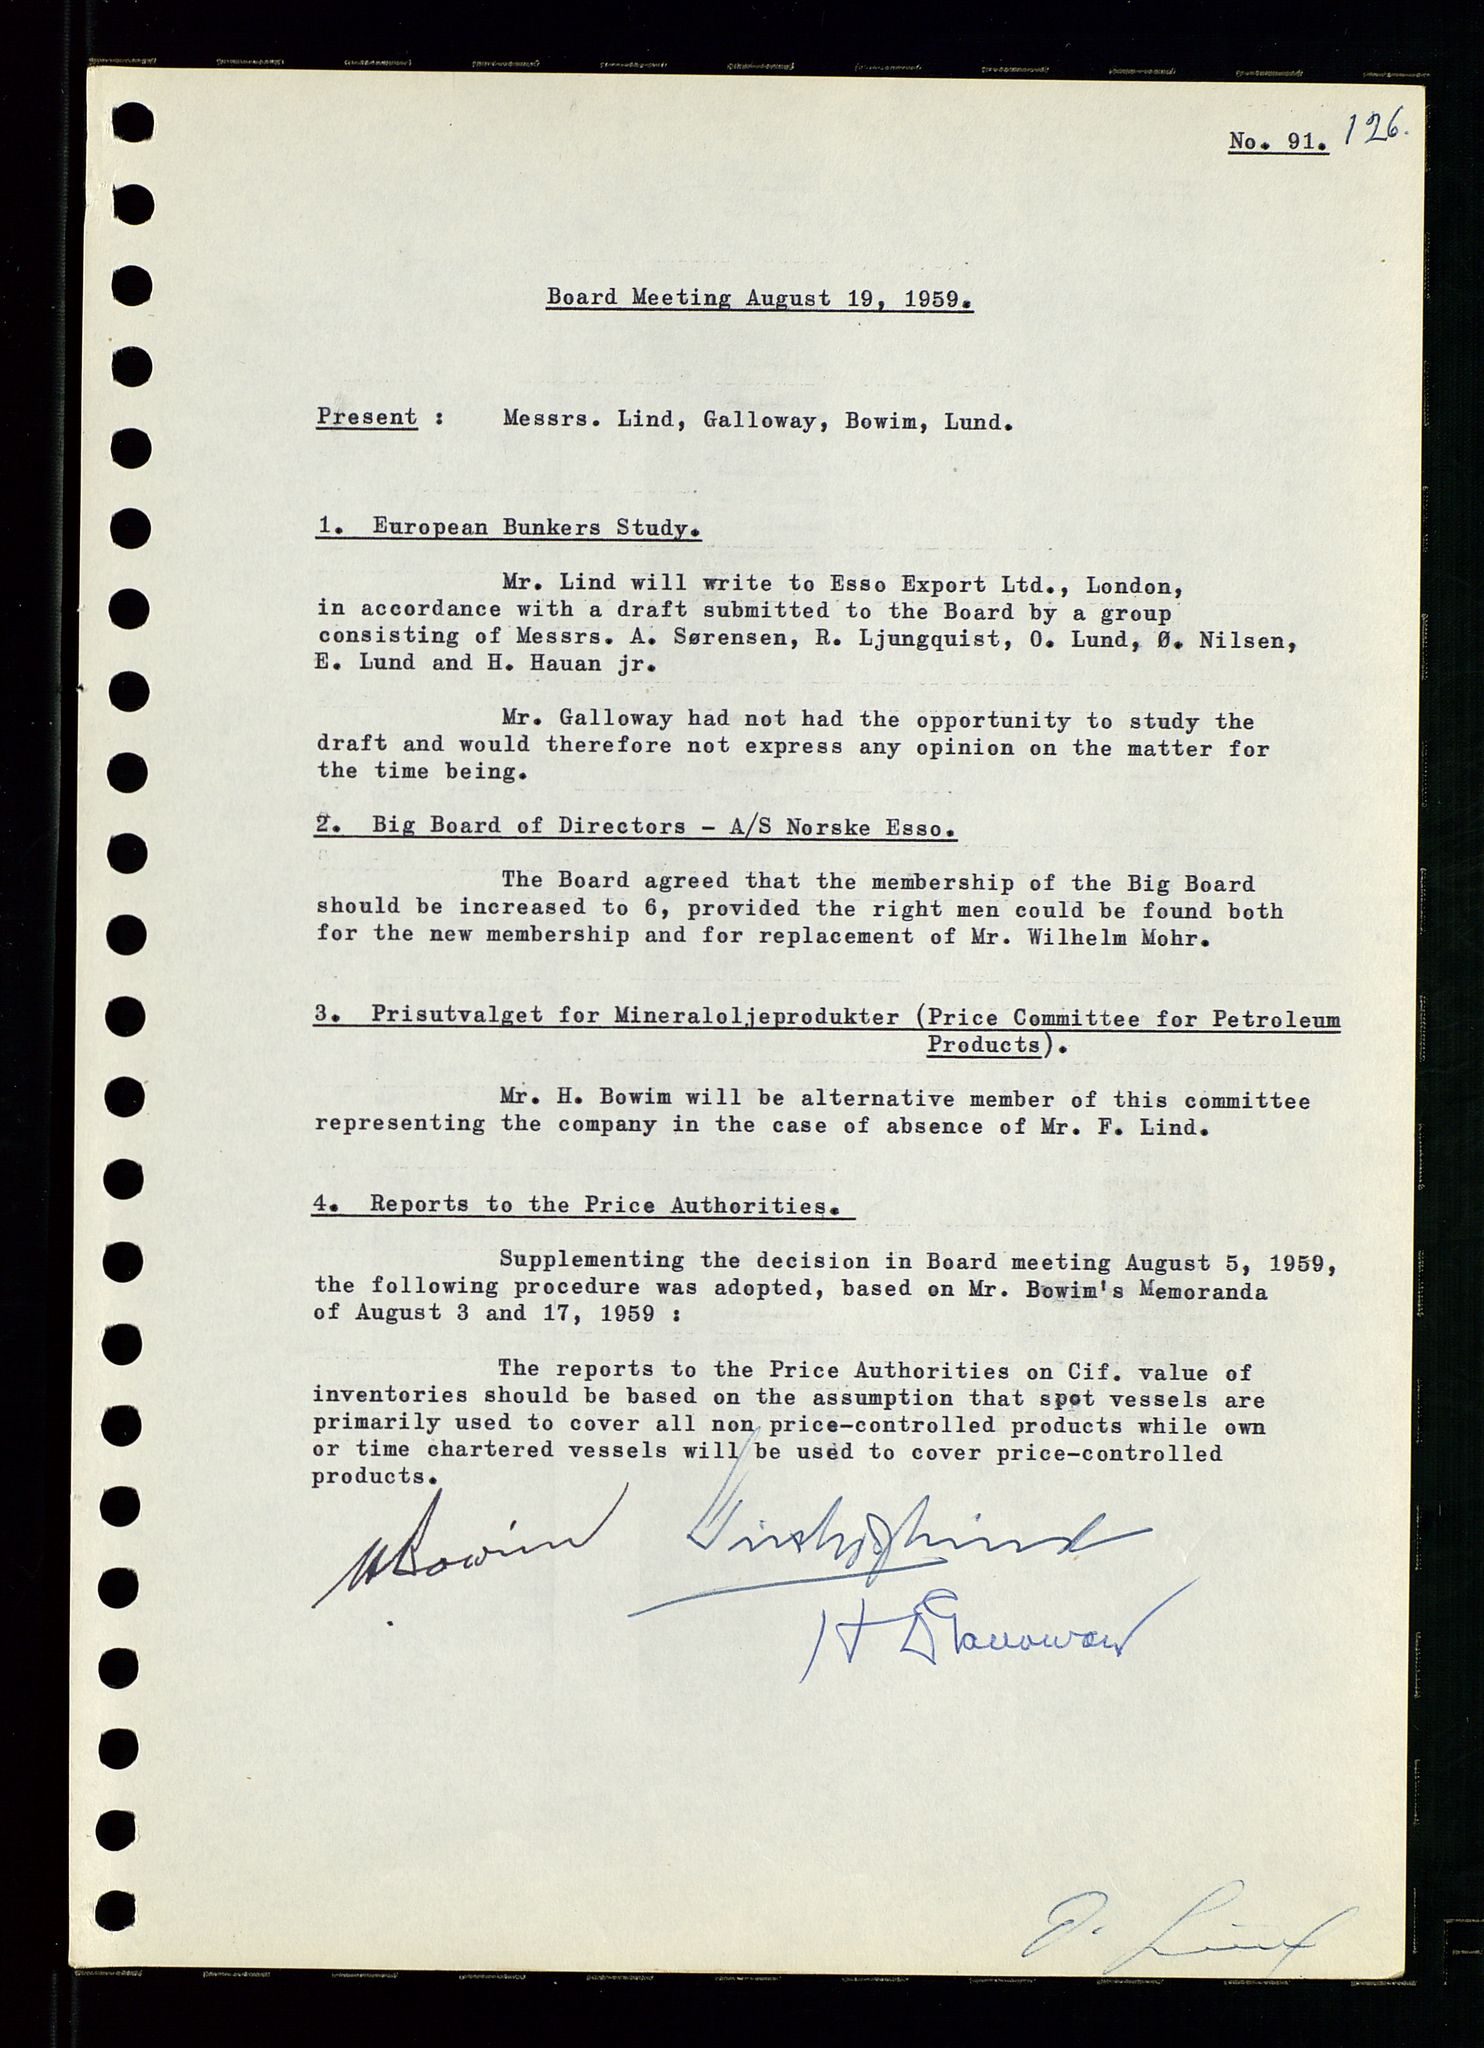 No. 91. 126.
Board Meeting August 19, 1959.
Present : Messrs. Lind, Galloway, Bowim, Lund.
1. European Bunkers Study.
Mr. Lind will write to Esso Export Ltd., London,
in accordance with a draft submitted to the Board by a group
consisting of Messrs. A. Sørensen, R. Ljungquist, O. Lund, Ø. Nilsen,
E. Lund and H. Hauan jr.
Mr. Galloway had not had the opportunity to study the
draft and would therefore not express any opinion on the matter for
the time being.
2. Big Board of Directors - A/S Norske Esso.
The Board agreed that the membership of the Big Board
should be increased to 6, provided the right men could be found both
for the new membership and for replacement of Mr. Wilhelm Mohr.
3. Prisutvalget for Mineraloljeprodukter (Price Committee for Petroleum
Products).
Mr. H. Bowim will be alternative member of this committee
representing the company in the case of absence of Mr. F. Lind.
4. Reports to the Price Authorities.
Supplementing the decision in Board meeting August 5, 1959,
the following procedure was adopted, based on Mr. Bowim's Memoranda
of August 3 and 17, 1959 :
The reports to the Price Authorities on Cif. value of
inventories should be based on the assumption that spot vessels are
primarily used to cover all non price-controlled products while own
or time chartered vessels will be used to cover price-controlled
products.
H Bowim
H Galloway